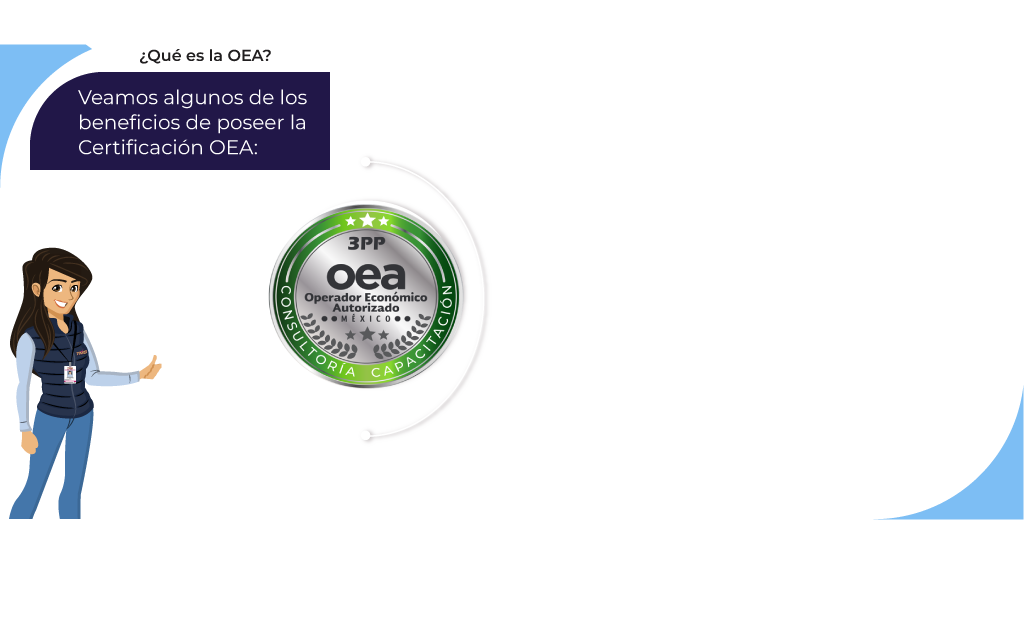 ¿Qué es la OEA?
Veamos algunos de los
beneficios de poseer la
Certificación OEA:
3PP
oea
Operador Económico
Autorizado
MÉXICO
CONSULTORÍA CAPACITACIÓN